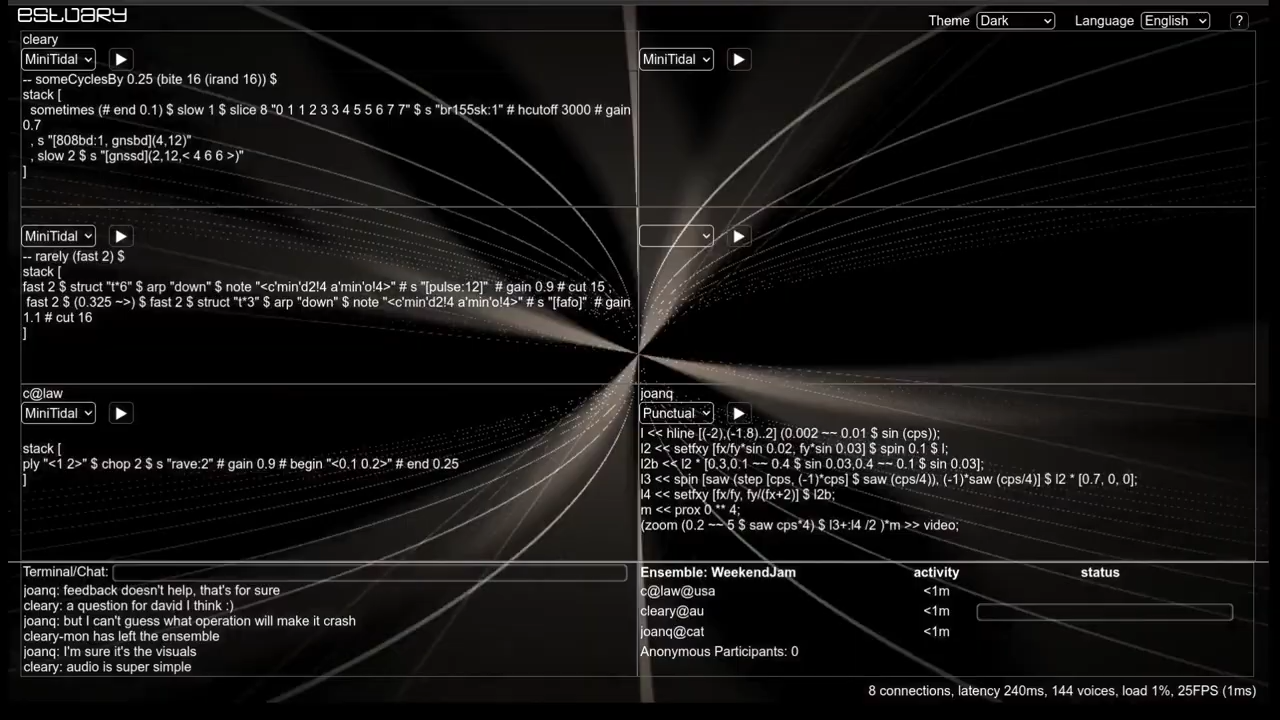 estuary
Theme Dark Language English ?
cleary
MiniTidal
-- someCyclesBy 0.25 (bite 16 (irand 16)) $
stack [
sometimes (# end 0.1) $ slow 1 $ slice 8 "0 1 1 2 3 3 4 5 5 6 7 7" $ s "br155sk:1" # hcutoff 3000 # gain
0.7
, s "[808bd:1, gnsbd](4,12)"
, slow 2 $ s "[gnssd](2,12,< 4 6 6 >)"
]
MiniTidal
MiniTidal
-- rarely (fast 2) $
stack [
fast 2 $ struct "t*6" $ arp "down" $ note "<c'min'd2!4 a'min'o!4>" # s "[pulse:12]" # gain 0.9 # cut 15 ,
fast 2 $ (0.325 ~>) $ fast 2 $ struct "t*3" $ arp "down" $ note "<c'min'd2!4 a'min'o!4>" # s "[fafo]" # gain
1.1 # cut 16
]
c@law
MiniTidal
stack [
ply "<1 2>" $ chop 2 $ s "rave:2" # gain 0.9 # begin "<0.1 0.2>" # end 0.25
]
joanq
Punctual
l << hline [(-2),(-1.8)..2] (0.002 ~~ 0.01 $ sin (cps));
l2 << setfxy [fx/fy*sin 0.02, fy*sin 0.03] $ spin 0.1 $ l;
l2b << l2 * [0.3,0.1 ~~ 0.4 $ sin 0.03,0.4 ~~ 0.1 $ sin 0.03];
l3 << spin [saw (step [cps, (-1)*cps] $ saw (cps/4)), (-1)*saw (cps/4)] $ l2 * [0.7, 0, 0];
l4 << setfxy [fx/fy, fy/(fx+2)] $ l2b;
m << prox 0 ** 4;
(zoom (0.2 ~~ 5 $ saw cps*4) $ l3+:l4 /2 )*m >> video;
Terminal/Chat:
joanq: feedback doesn't help, that's for sure
cleary: a question for david I think :)
joanq: but I can't guess what operation will make it crash
cleary-mon has left the ensemble
joanq: I'm sure it's the visuals
cleary: audio is super simple
Ensemble: WeekendJam activity status
c@law@usa <1m
cleary@au <1m
joanq@cat <1m
Anonymous Participants: 0
8 connections, latency 240ms, 144 voices, load 1%, 25FPS (1ms)